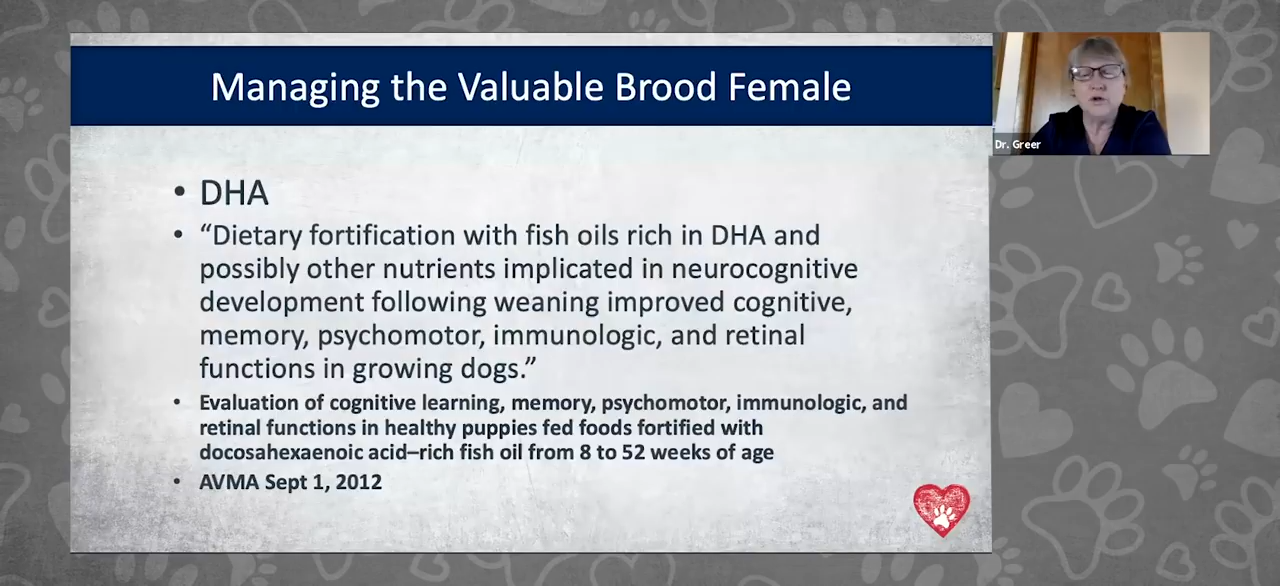 Managing the Valuable Brood Female
Dr. Greer
• DHA
• “Dietary fortification with fish oils rich in DHA and
possibly other nutrients implicated in neurocognitive
development following weaning improved cognitive,
memory, psychomotor, immunologic, and retinal
functions in growing dogs.”
• Evaluation of cognitive learning, memory, psychomotor, immunologic, and
retinal functions in healthy puppies fed foods fortified with
docosahexaenoic acid–rich fish oil from 8 to 52 weeks of age
• AVMA Sept 1, 2012